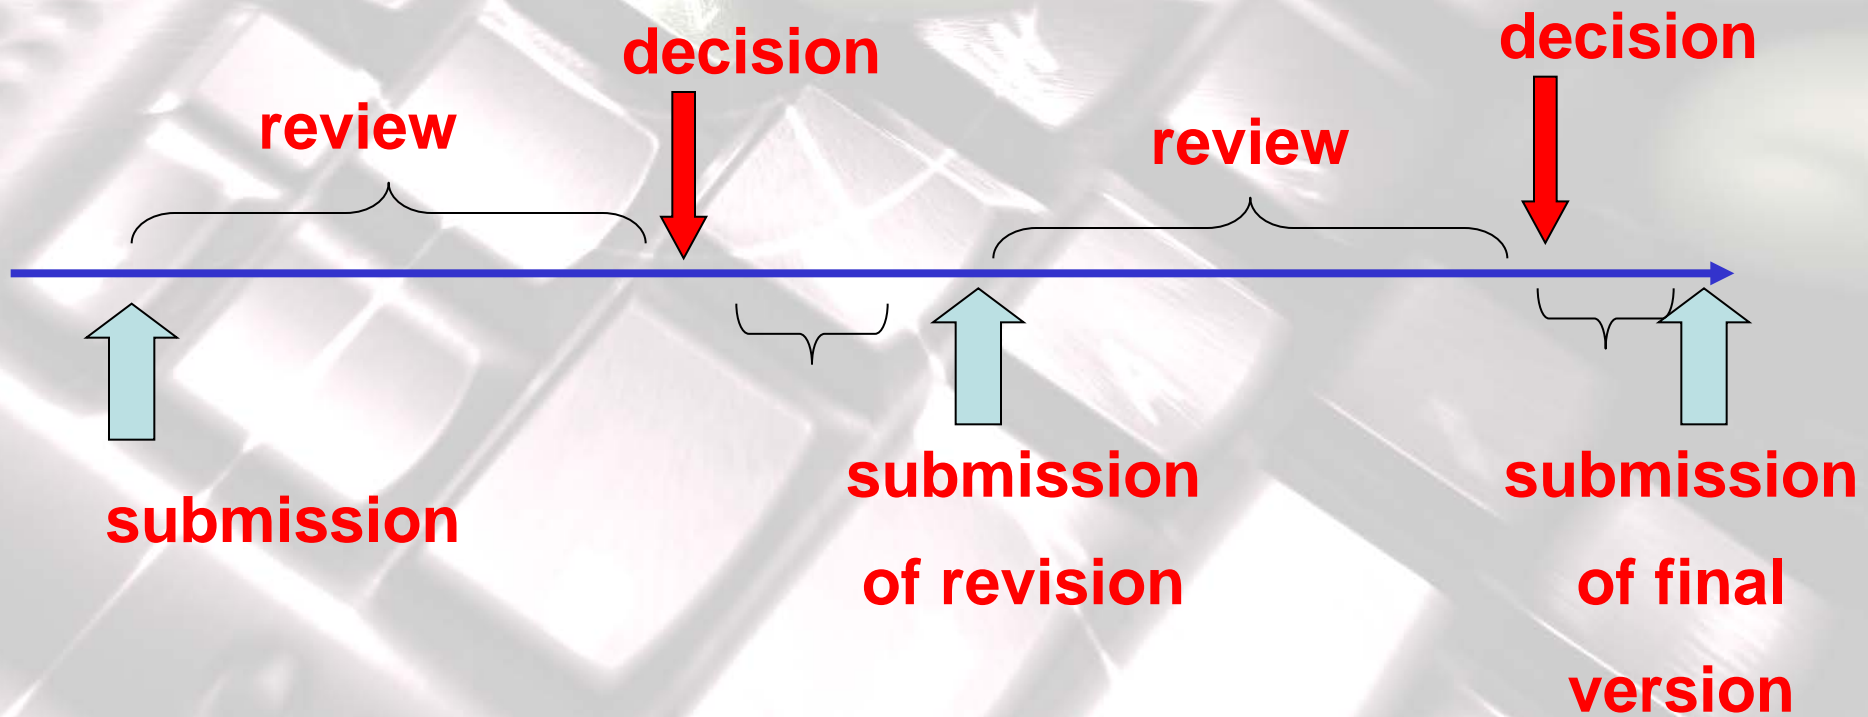 decision
decision
review
review
submission
submission
of revision
submission
of final
version